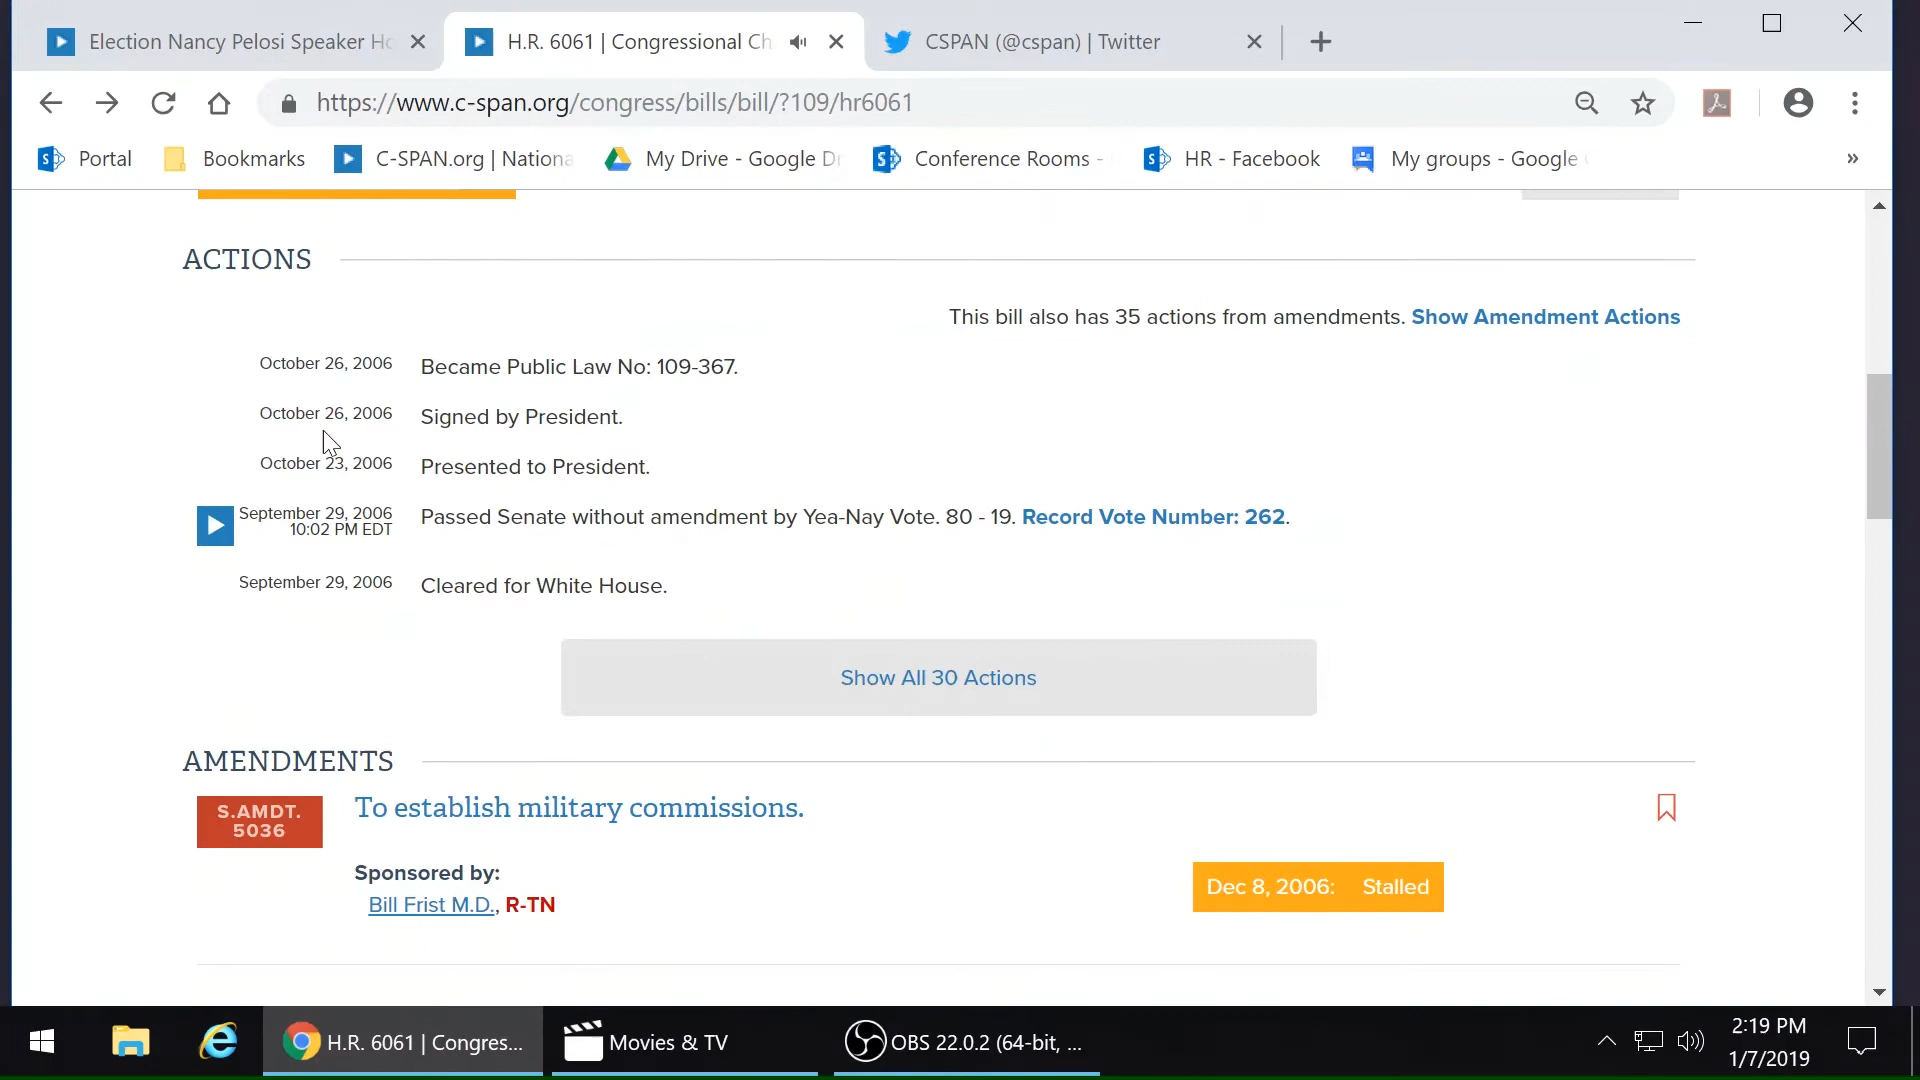 Election Nancy Pelosi Speaker Ho
H.R. 6061 | Congressional Ch
CSPAN (@cspan) | Twitter
https://www.c-span.org/congress/bills/bill/?109/hr6061
Portal
Bookmarks
C-SPAN.org | Nationa
My Drive - Google Dr
Conference Rooms -
HR - Facebook
My groups - Google
»
ACTIONS
This bill also has 35 actions from amendments. Show Amendment Actions
October 26, 2006 Became Public Law No: 109-367.
October 26, 2006 Signed by President.
October 23, 2006 Presented to President.
September 29, 2006 Passed Senate without amendment by Yea-Nay Vote. 80 - 19. Record Vote Number: 262.
10:02 PM EDT
September 29, 2006 Cleared for White House.
Show All 30 Actions
AMENDMENTS
S.AMDT.
5036
To establish military commissions.
Sponsored by:
Bill Frist M.D., R-TN
Dec 8, 2006: Stalled
H.R. 6061 | Congres...
Movies & TV
OBS 22.0.2 (64-bit, ...
2:19 PM
1/7/2019